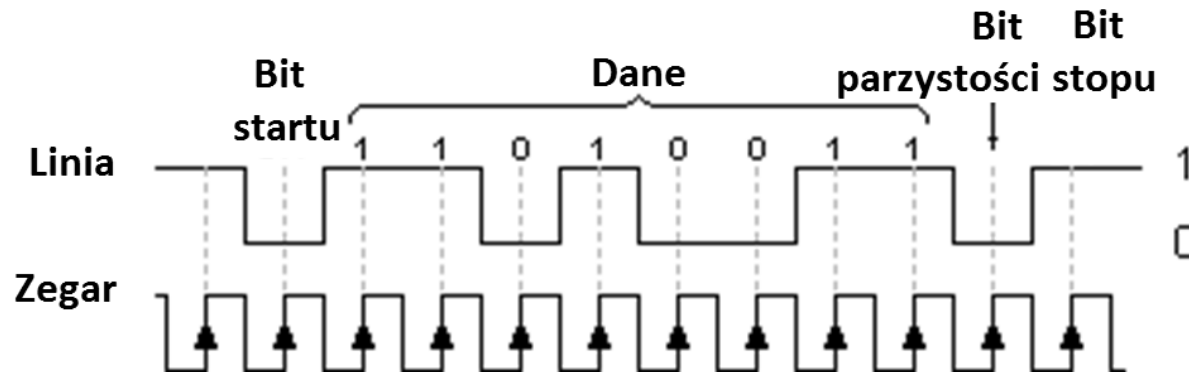 Bit
startu
Dane
Bit
parzystości
Bit
stopu
1 1 0 1 0 0 1 1
Linia
1
0
Zegar